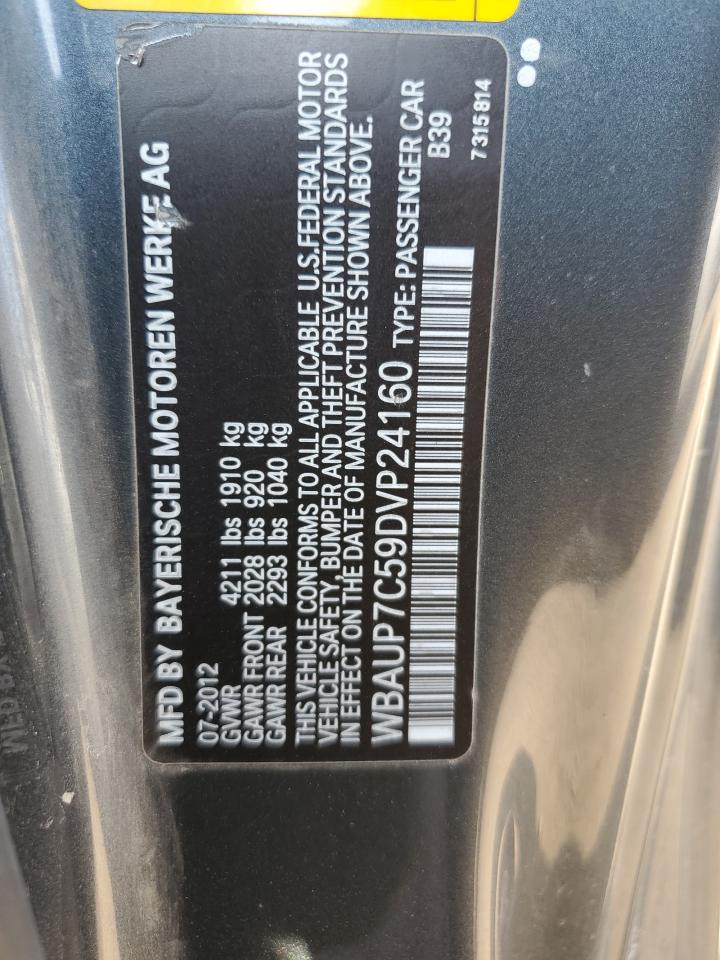 MFD BY BAYERISCHE MOTOREN WERKE AG
07-2012
GVWR 4211 lbs 1910 kg
GAWR FRONT 2028 lbs 920 kg
GAWR REAR 2293 lbs 1040 kg
THIS VEHICLE CONFORMS TO ALL APPLICABLE U.S.FEDERAL MOTOR
VEHICLE SAFETY, BUMPER AND THEFT PREVENTION STANDARDS
IN EFFECT ON THE DATE OF MANUFACTURE SHOWN ABOVE.
WBAUP7C59DVP24160 TYPE: PASSENGER CAR
B39
7315814